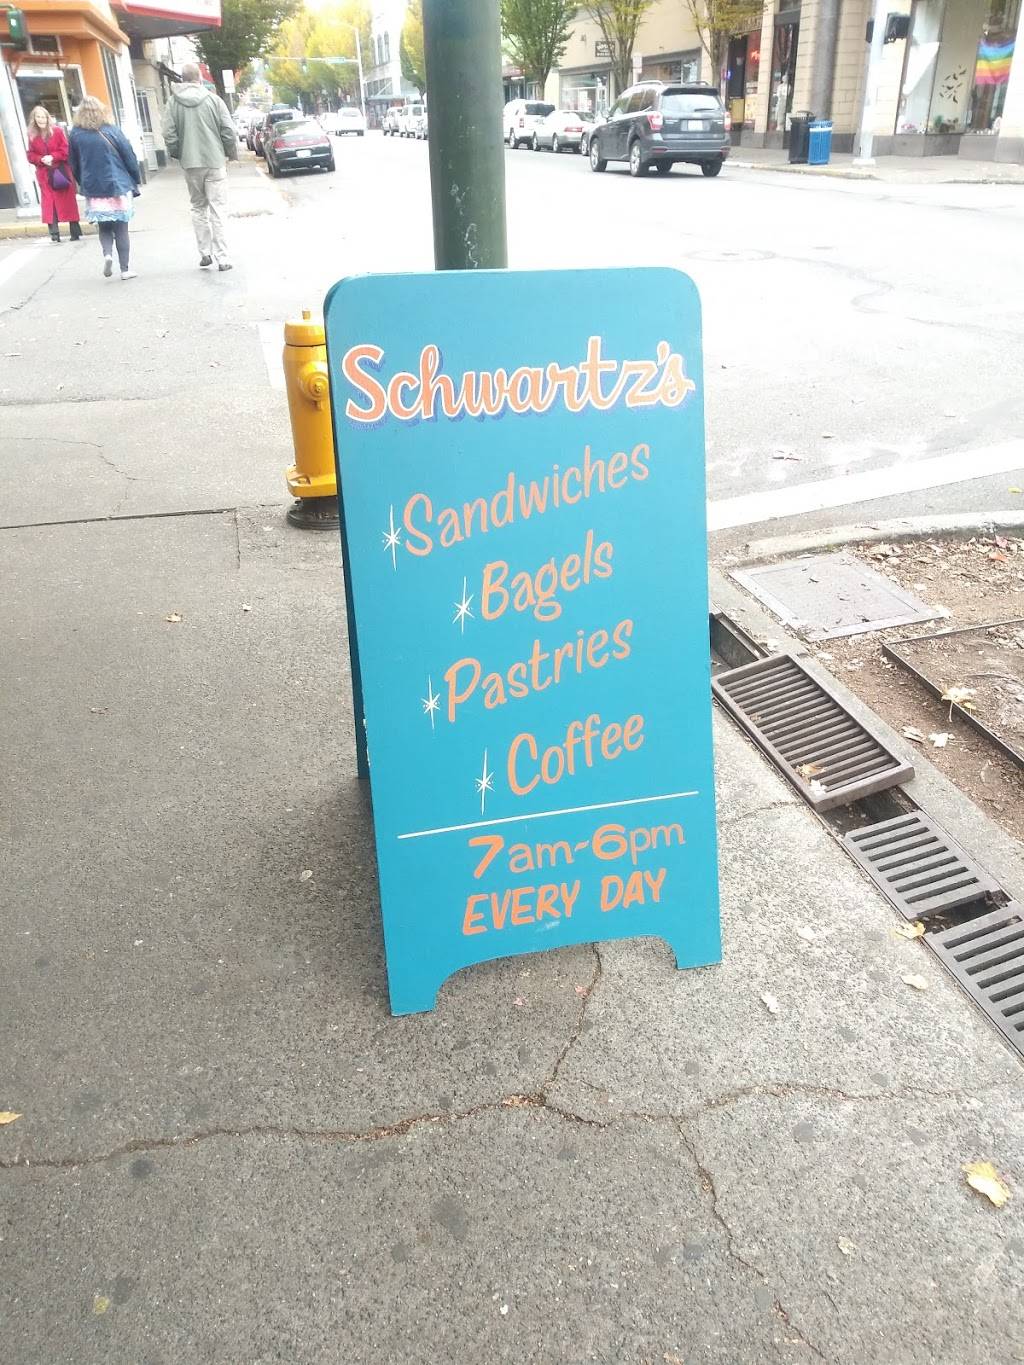 Schwartz's
Sandwiches
Bagels
Pastries
Coffee
7am-6pm
EVERY DAY